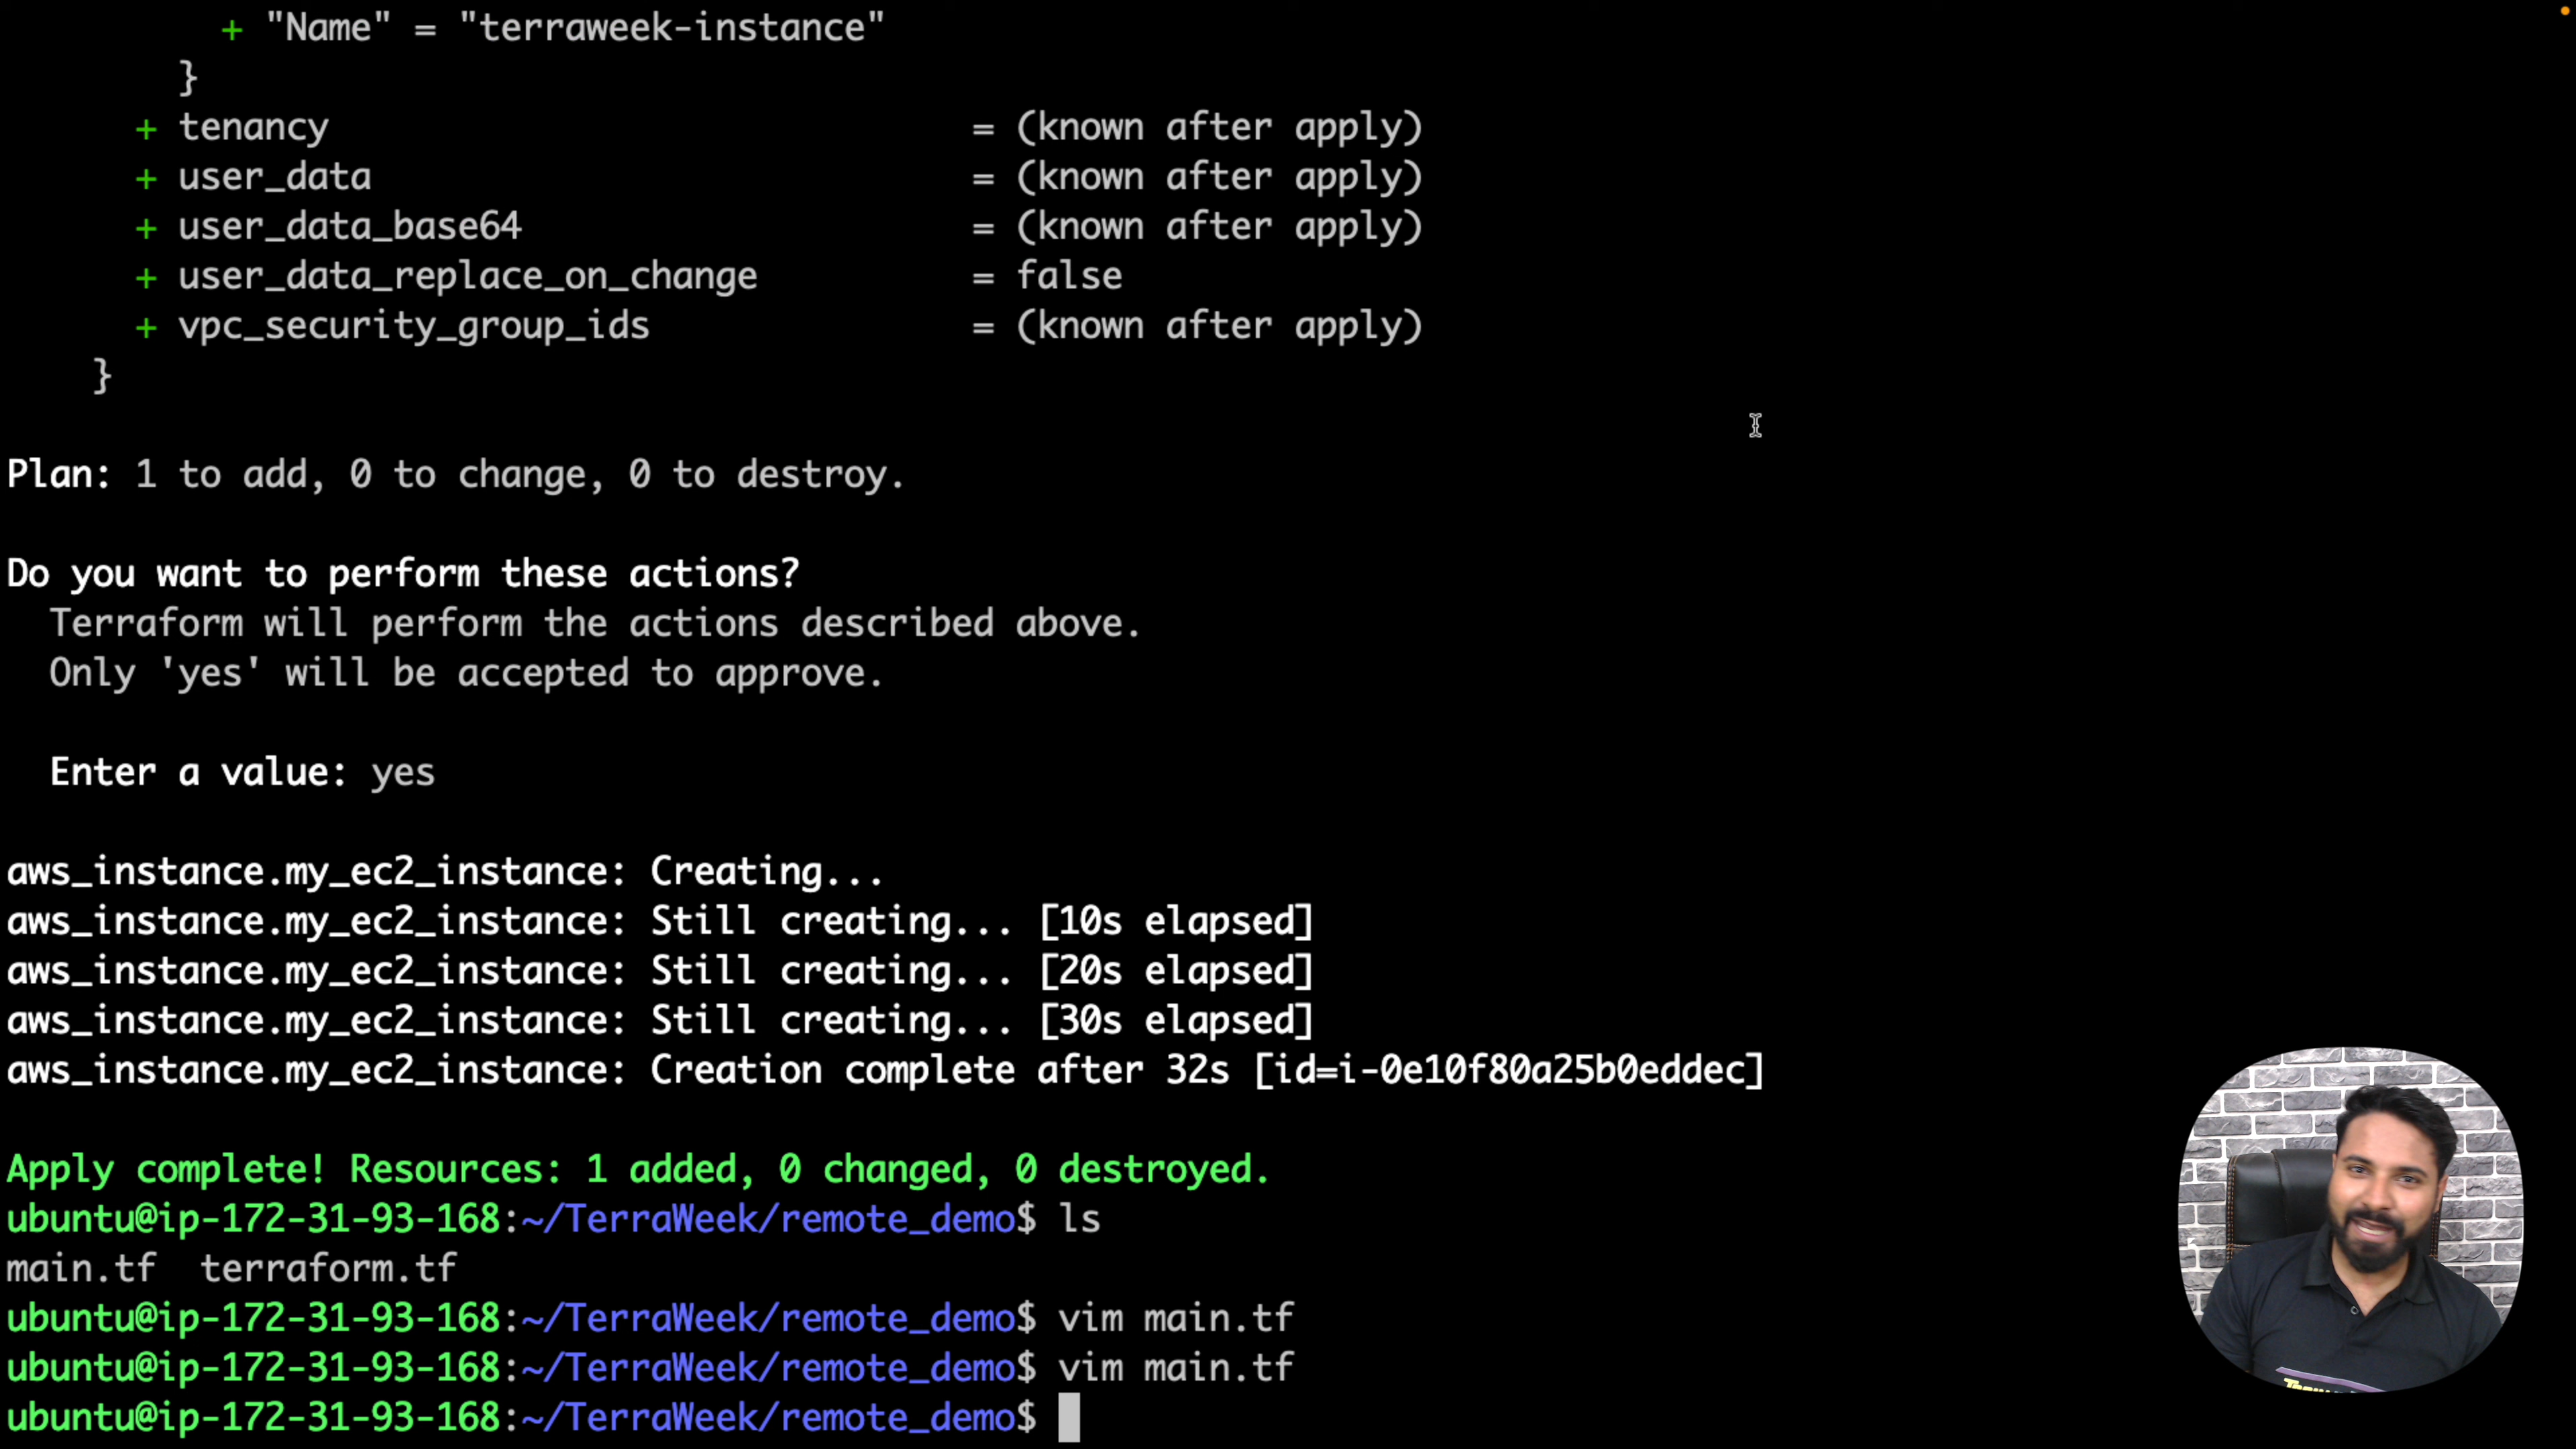 + "Name" = "terraweek-instance"
}
+ tenancy = (known after apply)
+ user_data = (known after apply)
+ user_data_base64 = (known after apply)
+ user_data_replace_on_change = false
+ vpc_security_group_ids = (known after apply)
}
Plan: 1 to add, 0 to change, 0 to destroy.
Do you want to perform these actions?
Terraform will perform the actions described above.
Only 'yes' will be accepted to approve.
Enter a value: yes
aws_instance.my_ec2_instance: Creating...
aws_instance.my_ec2_instance: Still creating... [10s elapsed]
aws_instance.my_ec2_instance: Still creating... [20s elapsed]
aws_instance.my_ec2_instance: Still creating... [30s elapsed]
aws_instance.my_ec2_instance: Creation complete after 32s [id=i-0e10f80a25b0eddec]
Apply complete! Resources: 1 added, 0 changed, 0 destroyed.
ubuntu@ip-172-31-93-168:~/TerraWeek/remote_demo$ ls
main.tf terraform.tf
ubuntu@ip-172-31-93-168:~/TerraWeek/remote_demo$ vim main.tf
ubuntu@ip-172-31-93-168:~/TerraWeek/remote_demo$ vim main.tf
ubuntu@ip-172-31-93-168:~/TerraWeek/remote_demo$